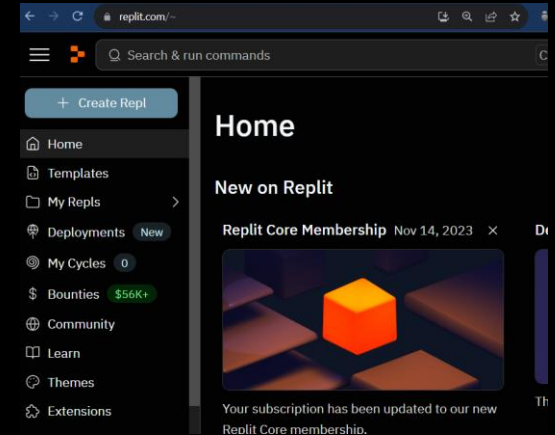 replit.com/~
Search & run commands
+ Create Repl
Home
Templates
My Repls
Deployments New
My Cycles 0
$ Bounties $56K+
Community
Learn
Themes
Extensions
Home
New on Replit
Replit Core Membership Nov 14, 2023
Your subscription has been updated to our new
Replit Core membership.